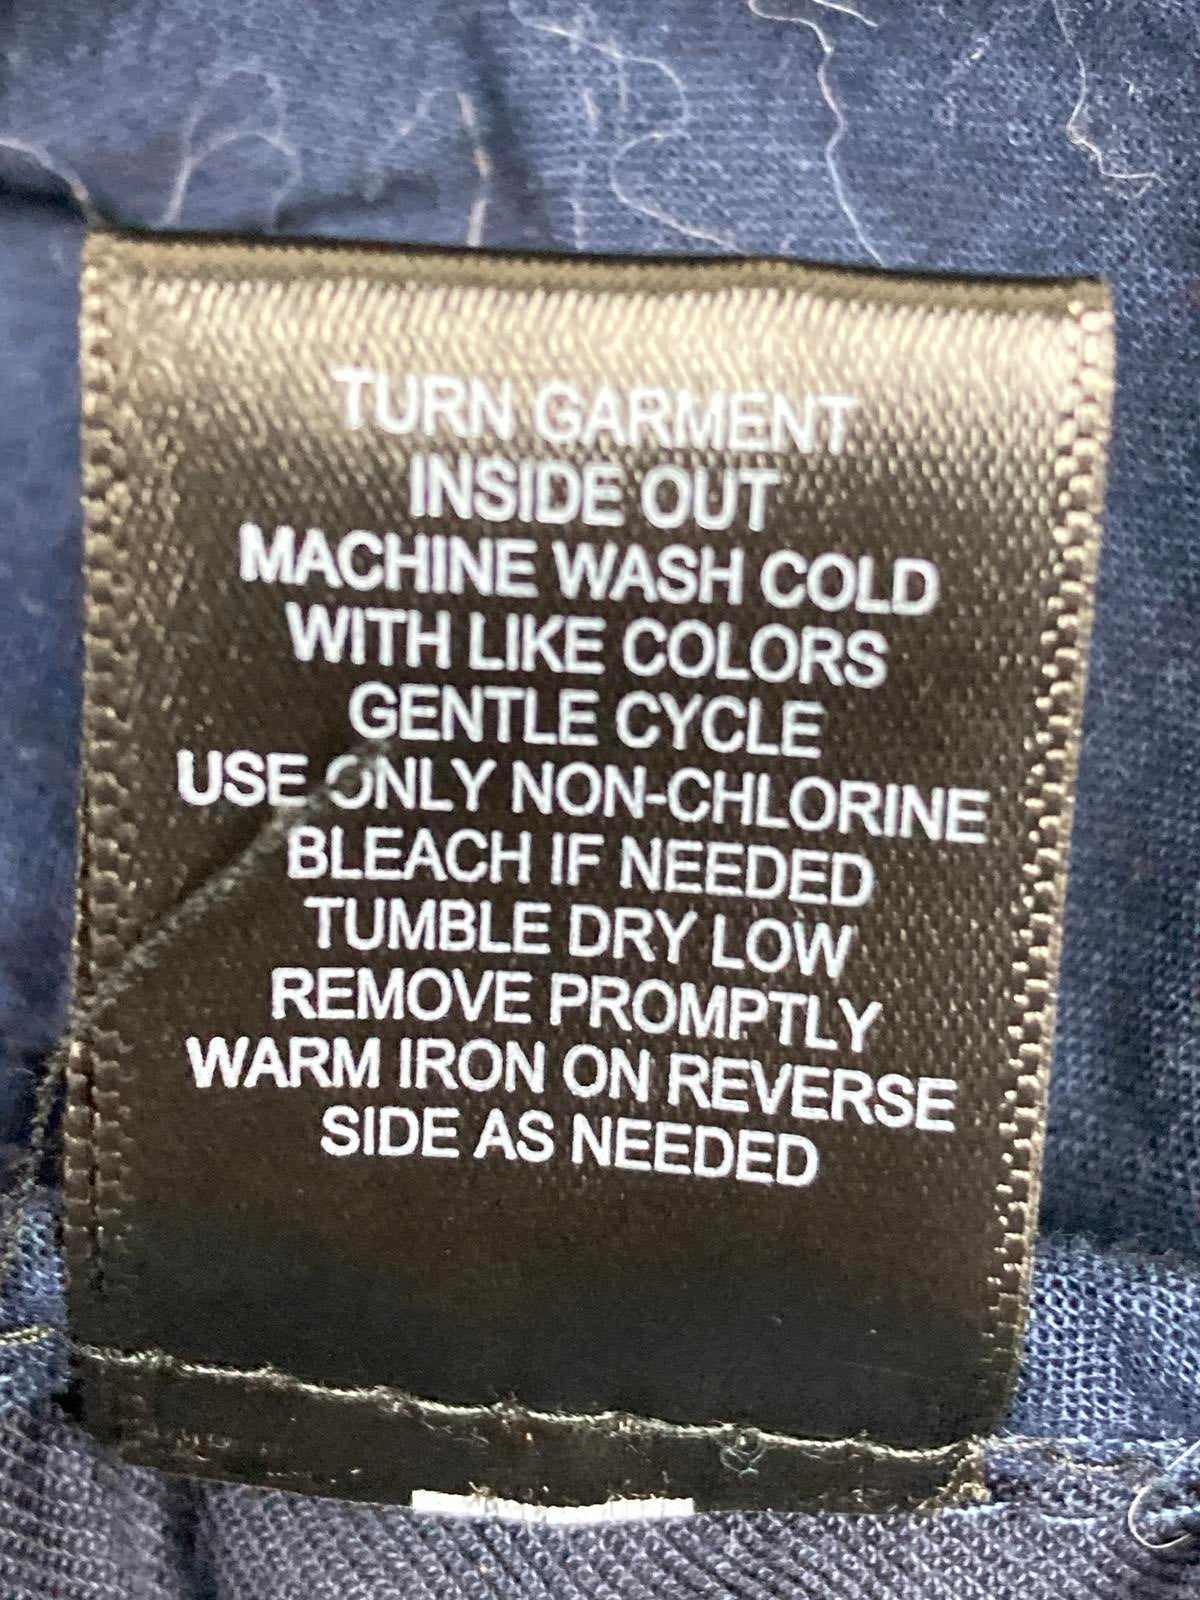 TURN GARMENT
INSIDE OUT
MACHINE WASH COLD
WITH LIKE COLORS
GENTLE CYCLE
USE ONLY NON-CHLORINE
BLEACH IF NEEDED
TUMBLE DRY LOW
REMOVE PROMPTLY
WARM IRON ON REVERSE
SIDE AS NEEDED